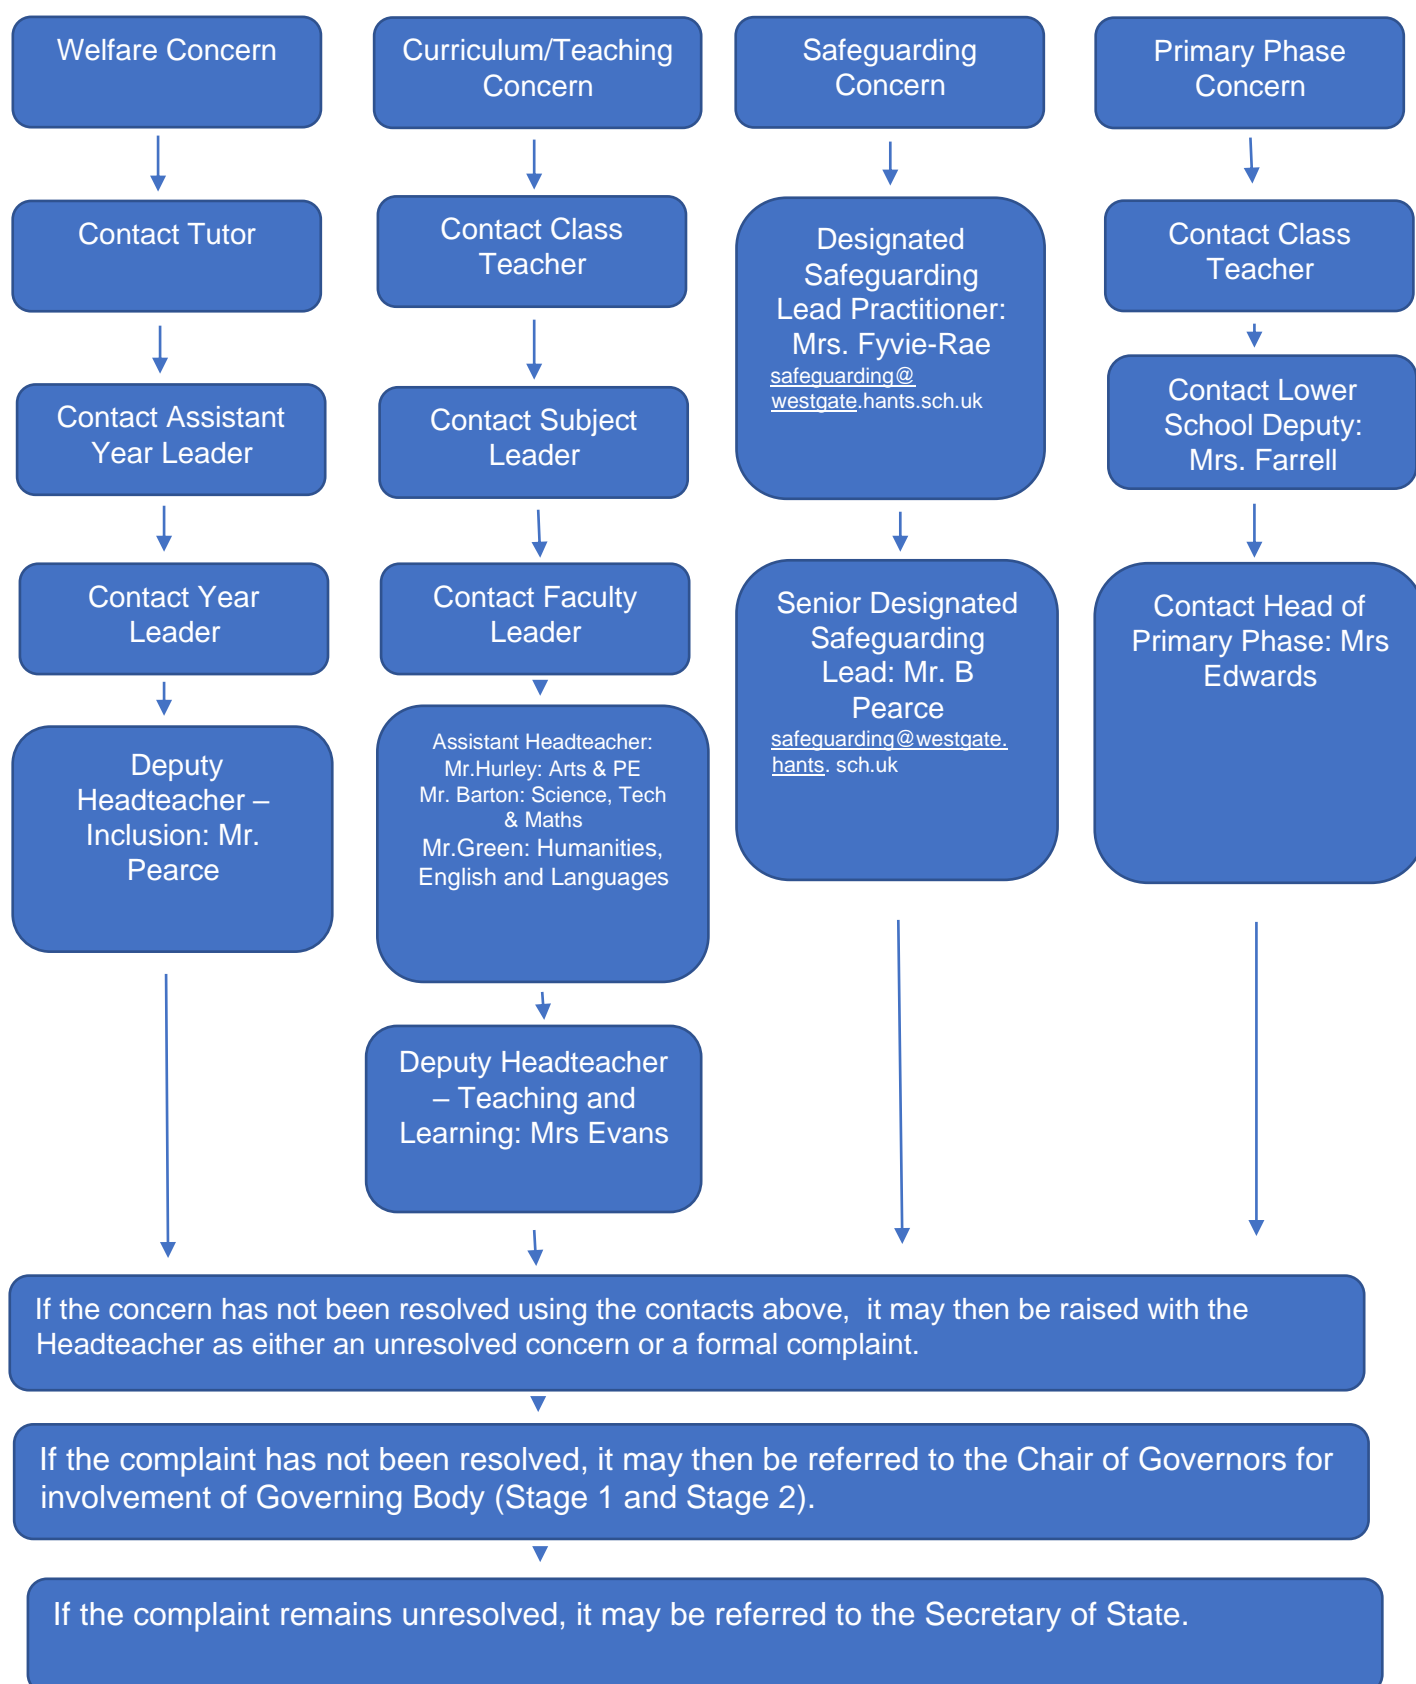 Welfare Concern
Contact Tutor
Contact Assistant
Year Leader
Contact Year
Leader
Deputy
Headteacher –
Inclusion: Mr.
Pearce
Curriculum/Teaching
Concern
Contact Class
Teacher
Contact Subject
Leader
Contact Faculty
Leader
Assistant Headteacher:
Mr.Hurley: Arts & PE
Mr. Barton: Science, Tech
& Maths
Mr.Green: Humanities,
English and Languages
Deputy Headteacher
– Teaching and
Learning: Mrs Evans
Safeguarding
Concern
Designated
Safeguarding
Lead Practitioner:
Mrs. Fyvie-Rae
safeguarding@
westgate.hants.sch.uk
Senior Designated
Safeguarding
Lead: Mr. B
Pearce
safeguarding@westgate.
hants. sch.uk
Primary Phase
Concern
Contact Class
Teacher
Contact Lower
School Deputy:
Mrs. Farrell
Contact Head of
Primary Phase: Mrs
Edwards
If the concern has not been resolved using the contacts above,  it may then be raised with the
Headteacher as either an unresolved concern or a formal complaint.
If the complaint has not been resolved, it may then be referred to the Chair of Governors for
involvement of Governing Body (Stage 1 and Stage 2).
If the complaint remains unresolved, it may be referred to the Secretary of State.